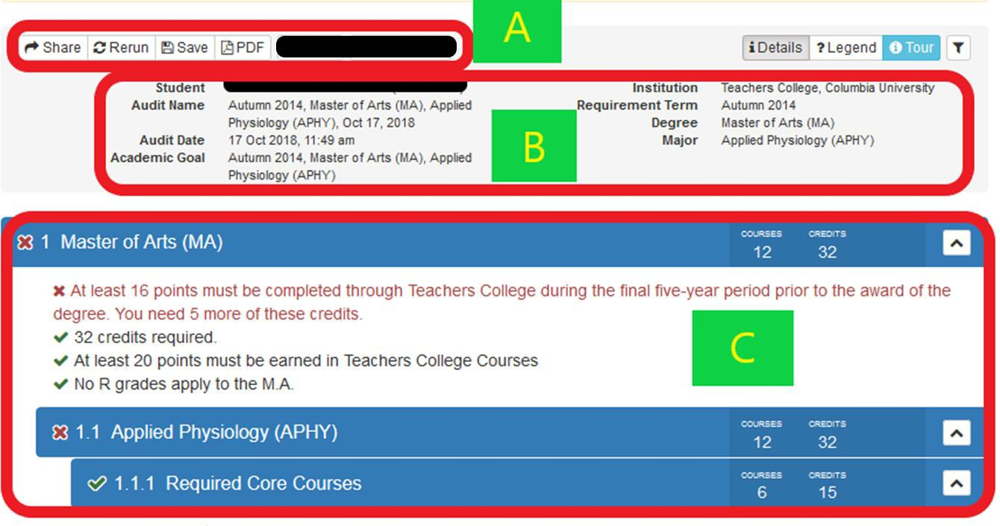 A
Share Rerun Save PDF
Details ? Legend Tour
Student
Audit Name Autumn 2014, Master of Arts (MA), Applied
Physiology (APHY), Oct 17, 2018
Audit Date 17 Oct 2018, 11:49 am
Academic Goal Autumn 2014, Master of Arts (MA), Applied
Physiology (APHY)
Institution Teachers College, Columbia University
Requirement Term Autumn 2014
Degree Master of Arts (MA)
Major Applied Physiology (APHY)
B
1 Master of Arts (MA)
COURSES CREDITS
12 32
At least 16 points must be completed through Teachers College during the final five-year period prior to the award of the
degree. You need 5 more of these credits.
32 credits required.
At least 20 points must be earned in Teachers College Courses
No R grades apply to the M.A.
C
1.1 Applied Physiology (APHY)
COURSES CREDITS
12 32
1.1.1 Required Core Courses
COURSES CREDITS
6 15